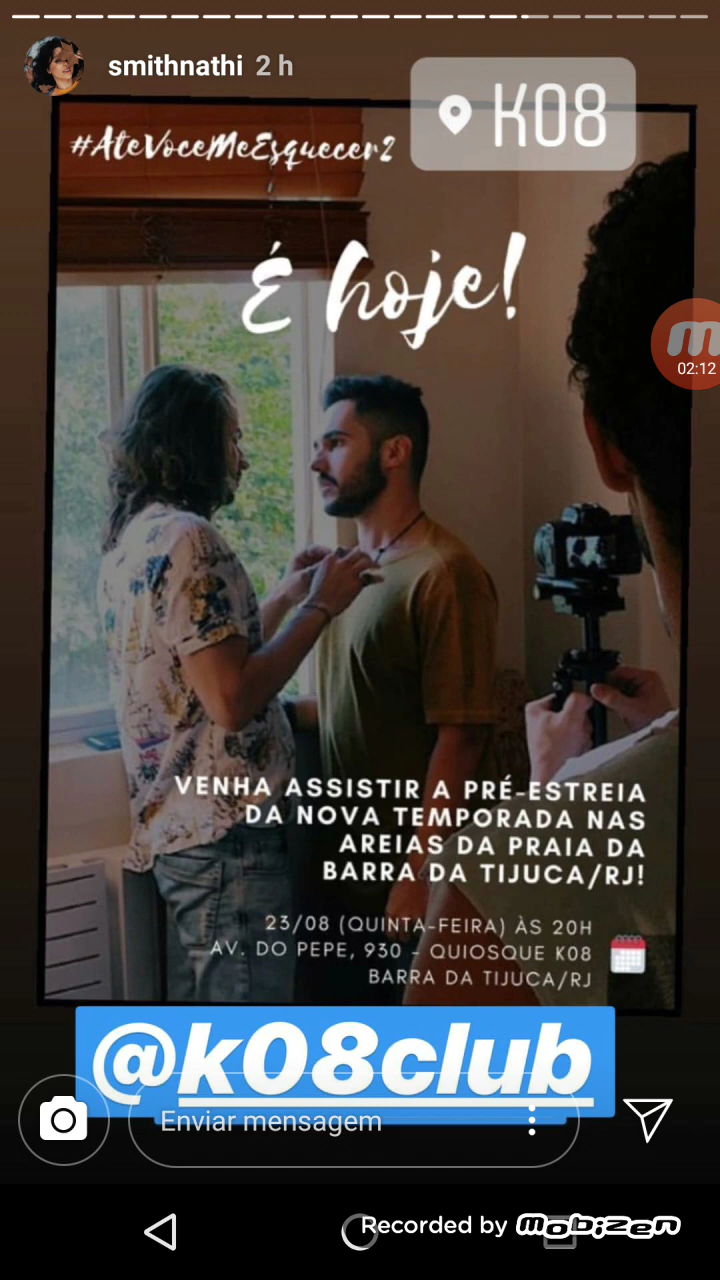 smithnathi 2 h
K08
#AteVoceMeEsquecer2
É hoje!
02:12
VENHA ASSISTIR A PRÉ-ESTREIA
DA NOVA TEMPORADA NAS
AREIAS DA PRAIA DA
BARRA DA TIJUCA/RJ!
23/08 (QUINTA-FEIRA) ÀS 20H
AV. DO PEPE, 930 - QUIOSQUE K08
BARRA DA TIJUCA/RJ
@k08club
Enviar mensagem
Recorded by mobizen